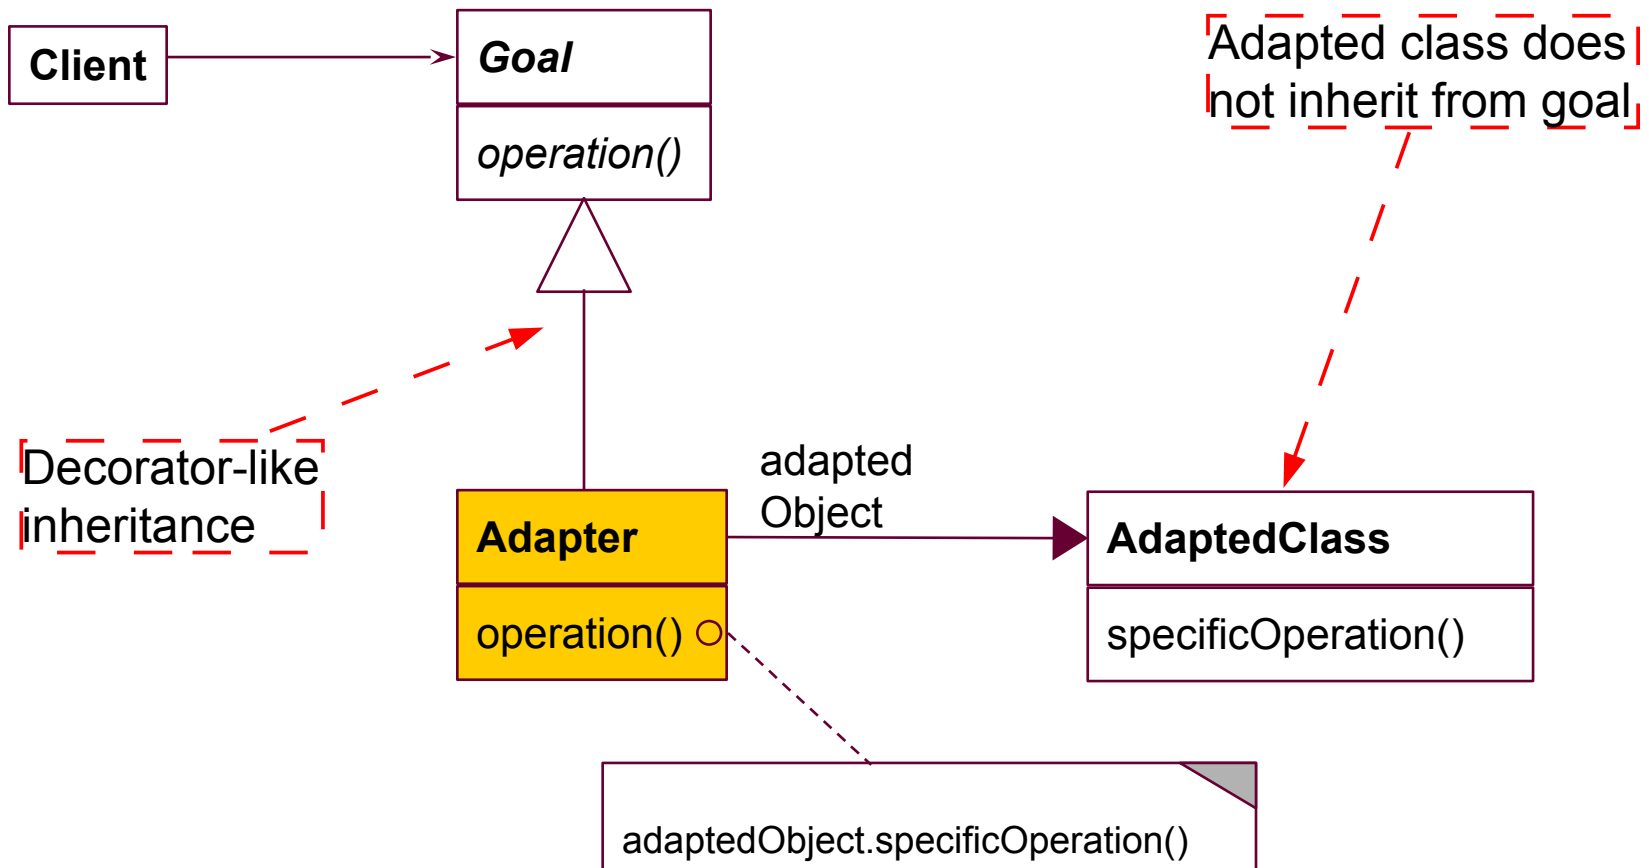 Client
Goal
operation()
Adapted class does
not inherit from goal
Decorator-like
inheritance
adapted
Object
Adapter
operation()
AdaptedClass
specificOperation()
adaptedObject.specificOperation()